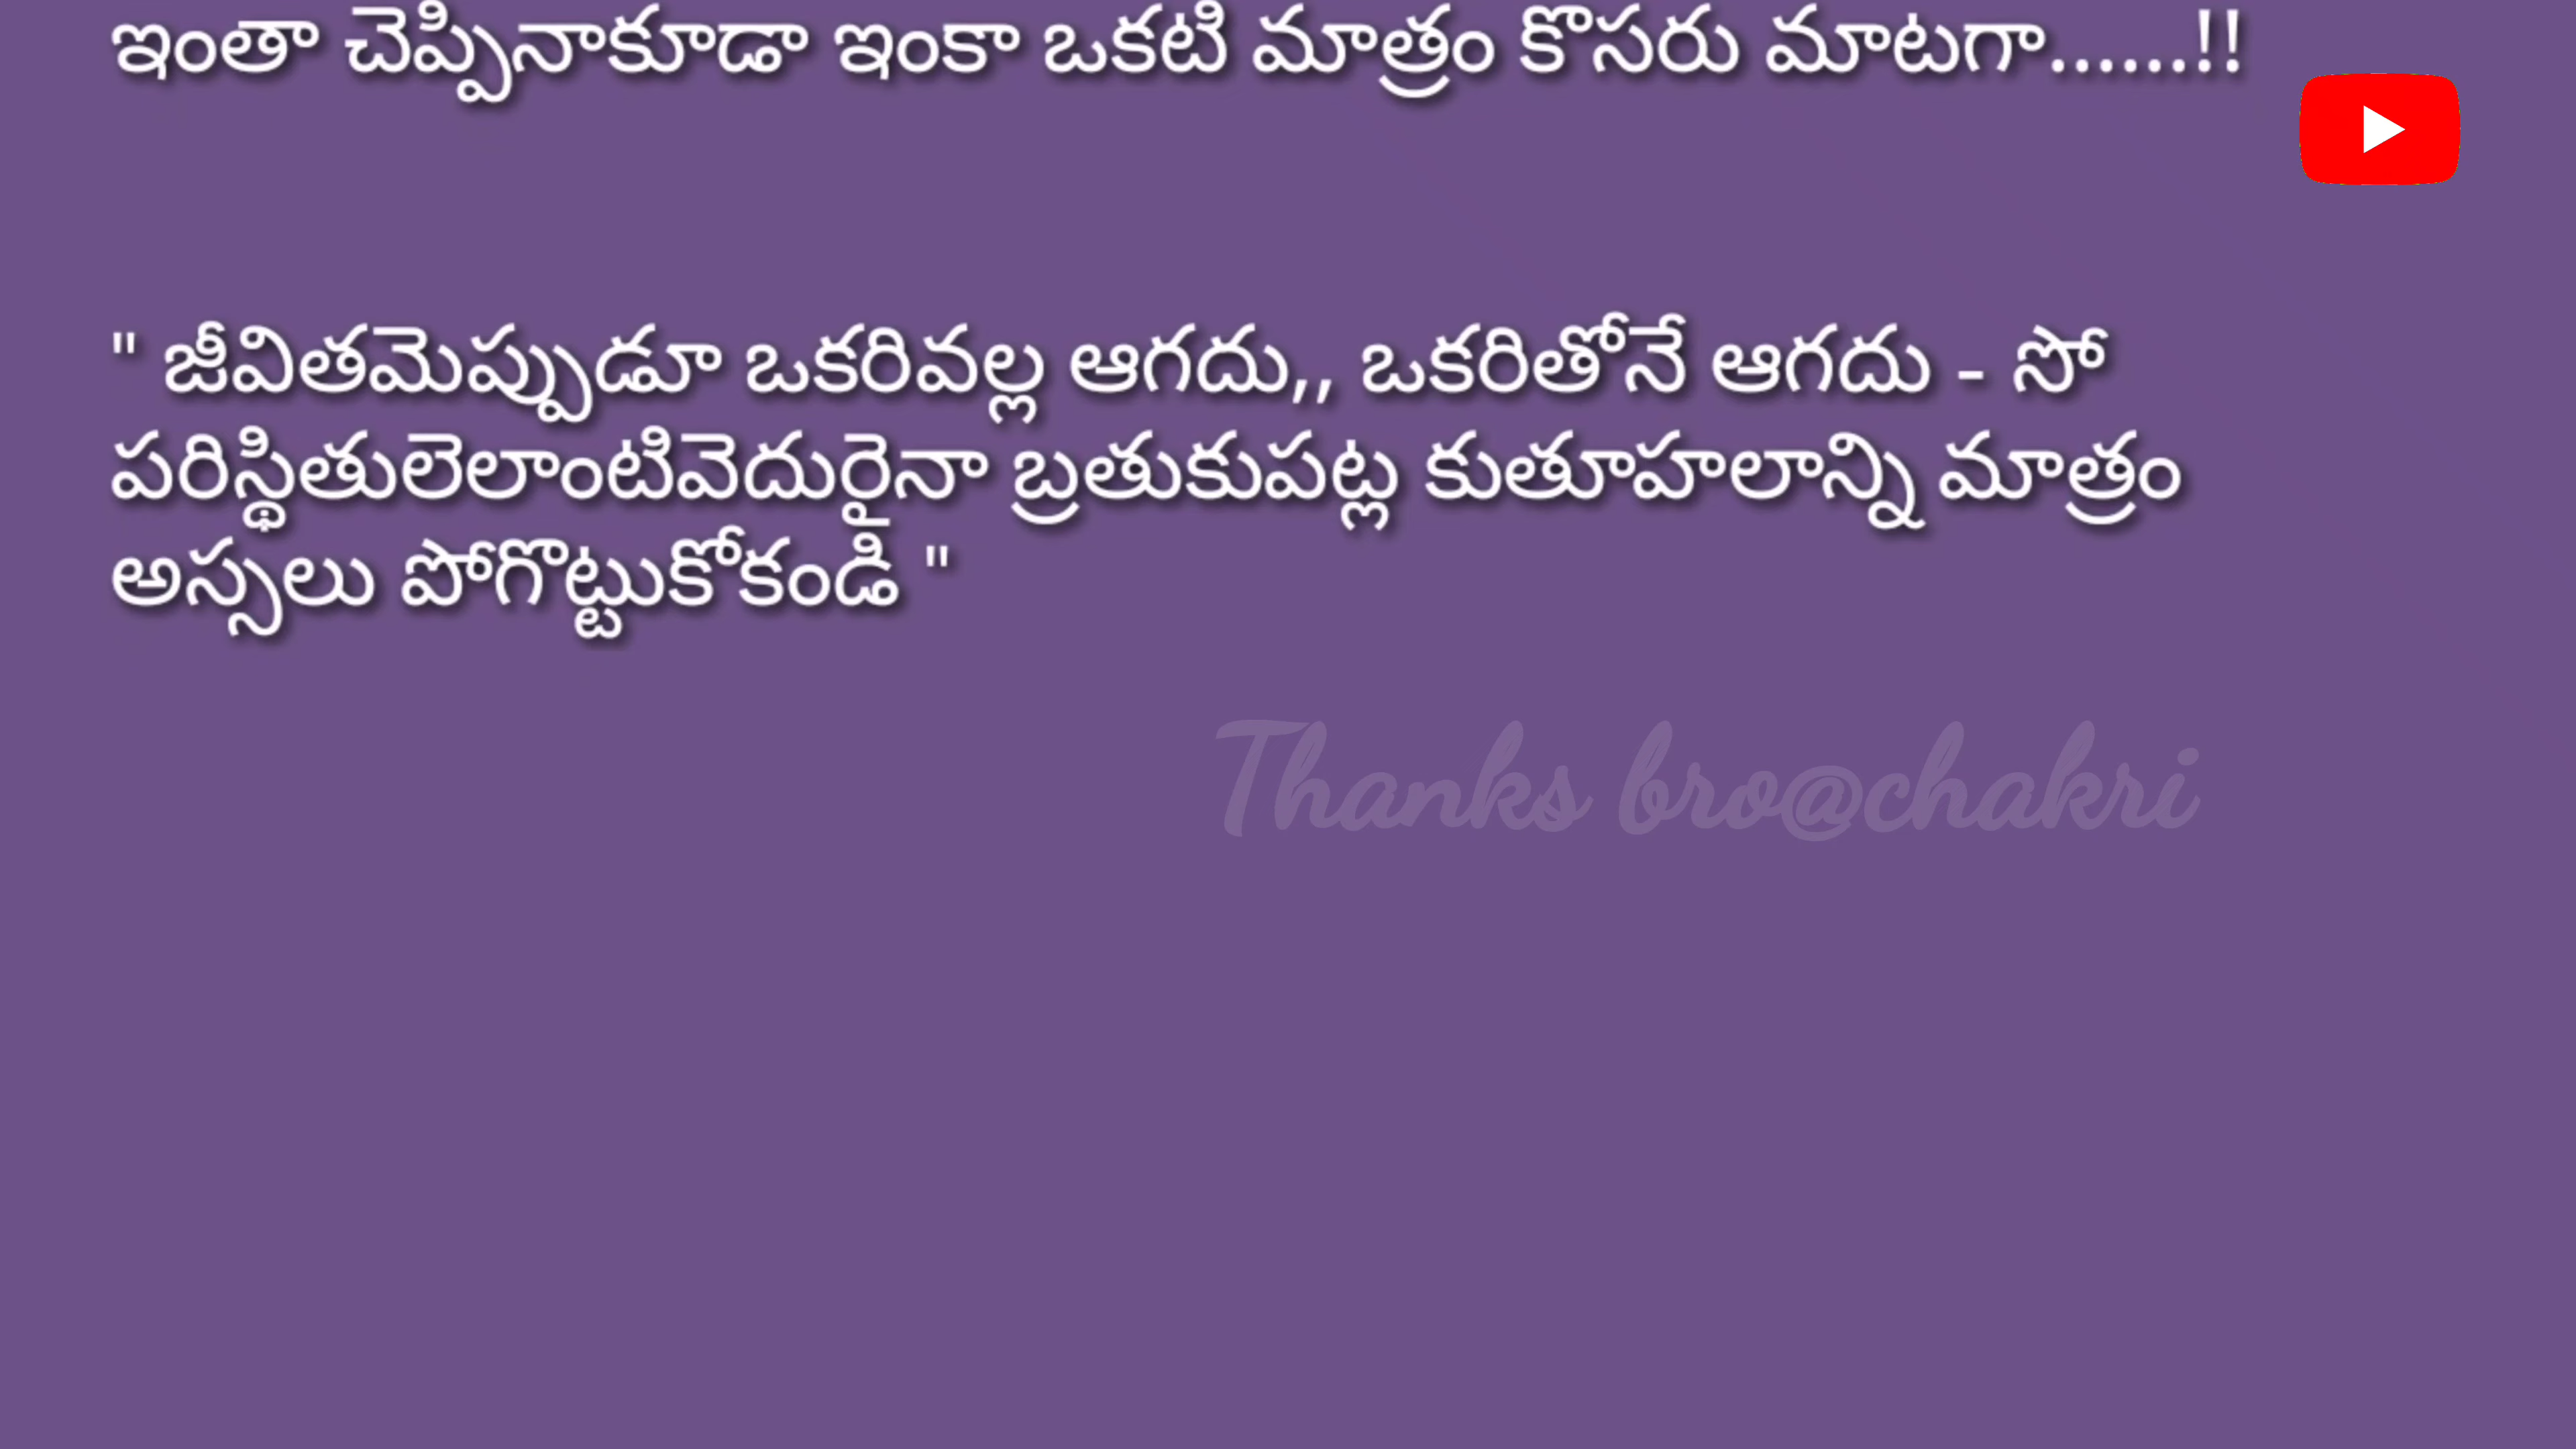 ఇంతా చెప్పినాకూడా ఇంకా ఒకటి మాత్రం కొసరు మాటగా......!!
" జీవితమెప్పుడూ ఒకరివల్ల ఆగదు,, ఒకరితోనే ఆగదు - సో
పరిస్థితులెలాంటివెదురైనా బ్రతుకుపట్ల కుతూహలాన్ని మాత్రం
అస్సలు పోగొట్టుకోకండి "
Thanks bro@chakri